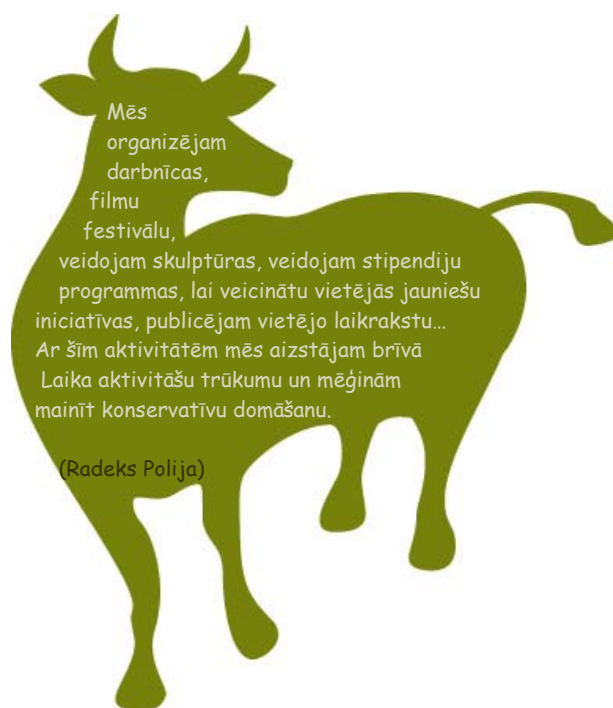 Mēs
organizējam
darbnīcas,
filmu
festivālu,
veidojam skulptūras, veidojam stipendiju
programmas, lai veicinātu vietējās jauniešu
iniciatīvas, publicējam vietējo laikrakstu…
Ar šīm aktivitātēm mēs aizstājam brīvā
Laika aktivitāšu trūkumu un mēģinām
mainīt konservatīvu domāšanu.
(Radeks Polija)